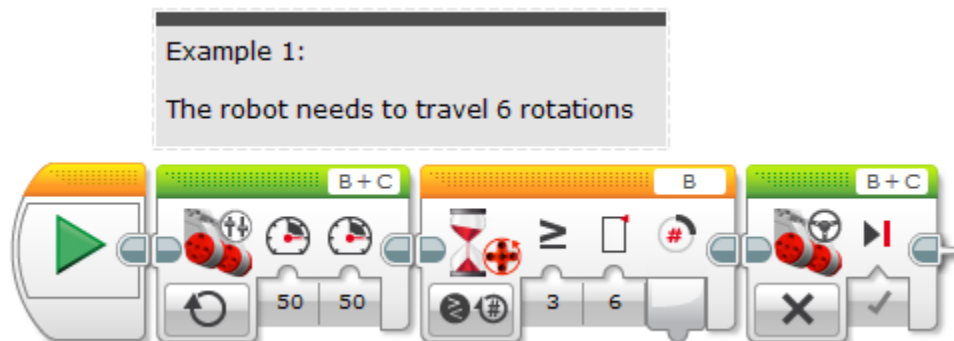 Example 1:
The robot needs to travel 6 rotations
B + C B B + C
≥ #
50 50 3 6
#